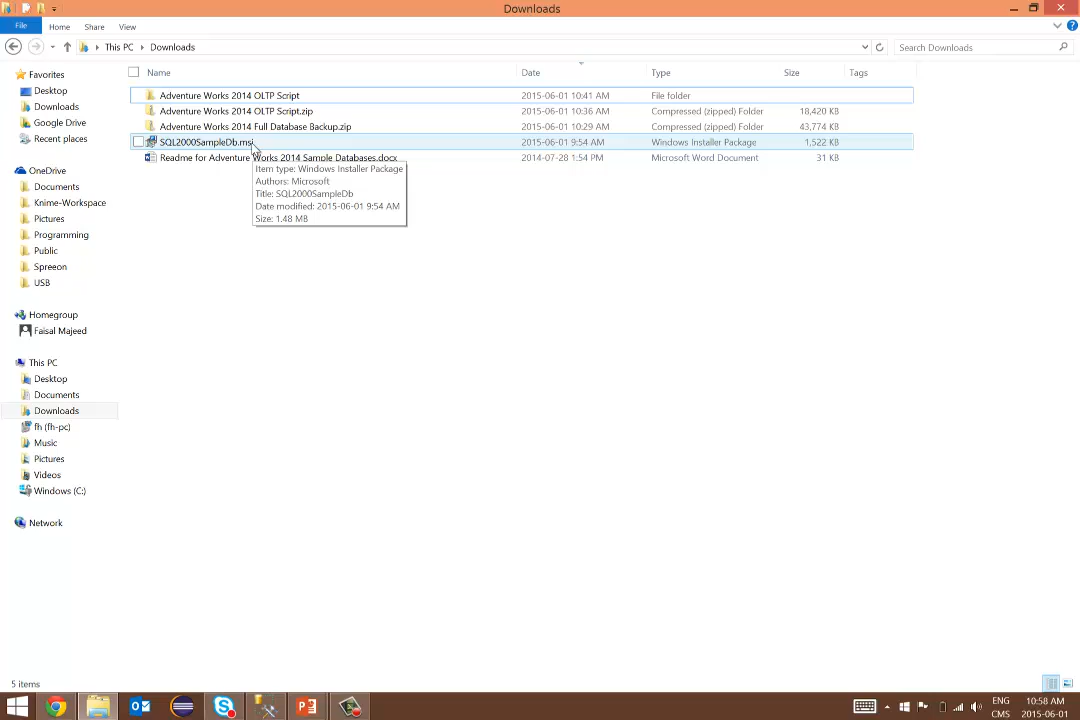 Downloads
File Home Share View
This PC Downloads Search Downloads
Name Date Type Size Tags
Adventure Works 2014 OLTP Script 2015-06-01 10:41 AM File folder
Adventure Works 2014 OLTP Script.zip 2015-06-01 10:36 AM Compressed (zipped) Folder 18,420 KB
Adventure Works 2014 Full Database Backup.zip 2015-06-01 10:29 AM Compressed (zipped) Folder 43,774 KB
SQL2000SampleDb.msi 2015-06-01 9:54 AM Windows Installer Package 1,522 KB
Readme for Adventure Works 2014 Sample Databases.docx 2014-07-28 1:54 PM Microsoft Word Document 31 KB
Item type: Windows Installer Package
Authors: Microsoft
Title: SQL2000SampleDb
Date modified: 2015-06-01 9:54 AM
Size: 1.48 MB
Favorites
Desktop
Downloads
Google Drive
Recent places
OneDrive
Documents
Knime-Workspace
Pictures
Programming
Public
Spreeon
USB
Homegroup
Faisal Majeed
This PC
Desktop
Documents
Downloads
fh (fh-pc)
Music
Pictures
Videos
Windows (C:)
Network
5 items
ENG 10:58 AM
CMS 2015-06-01